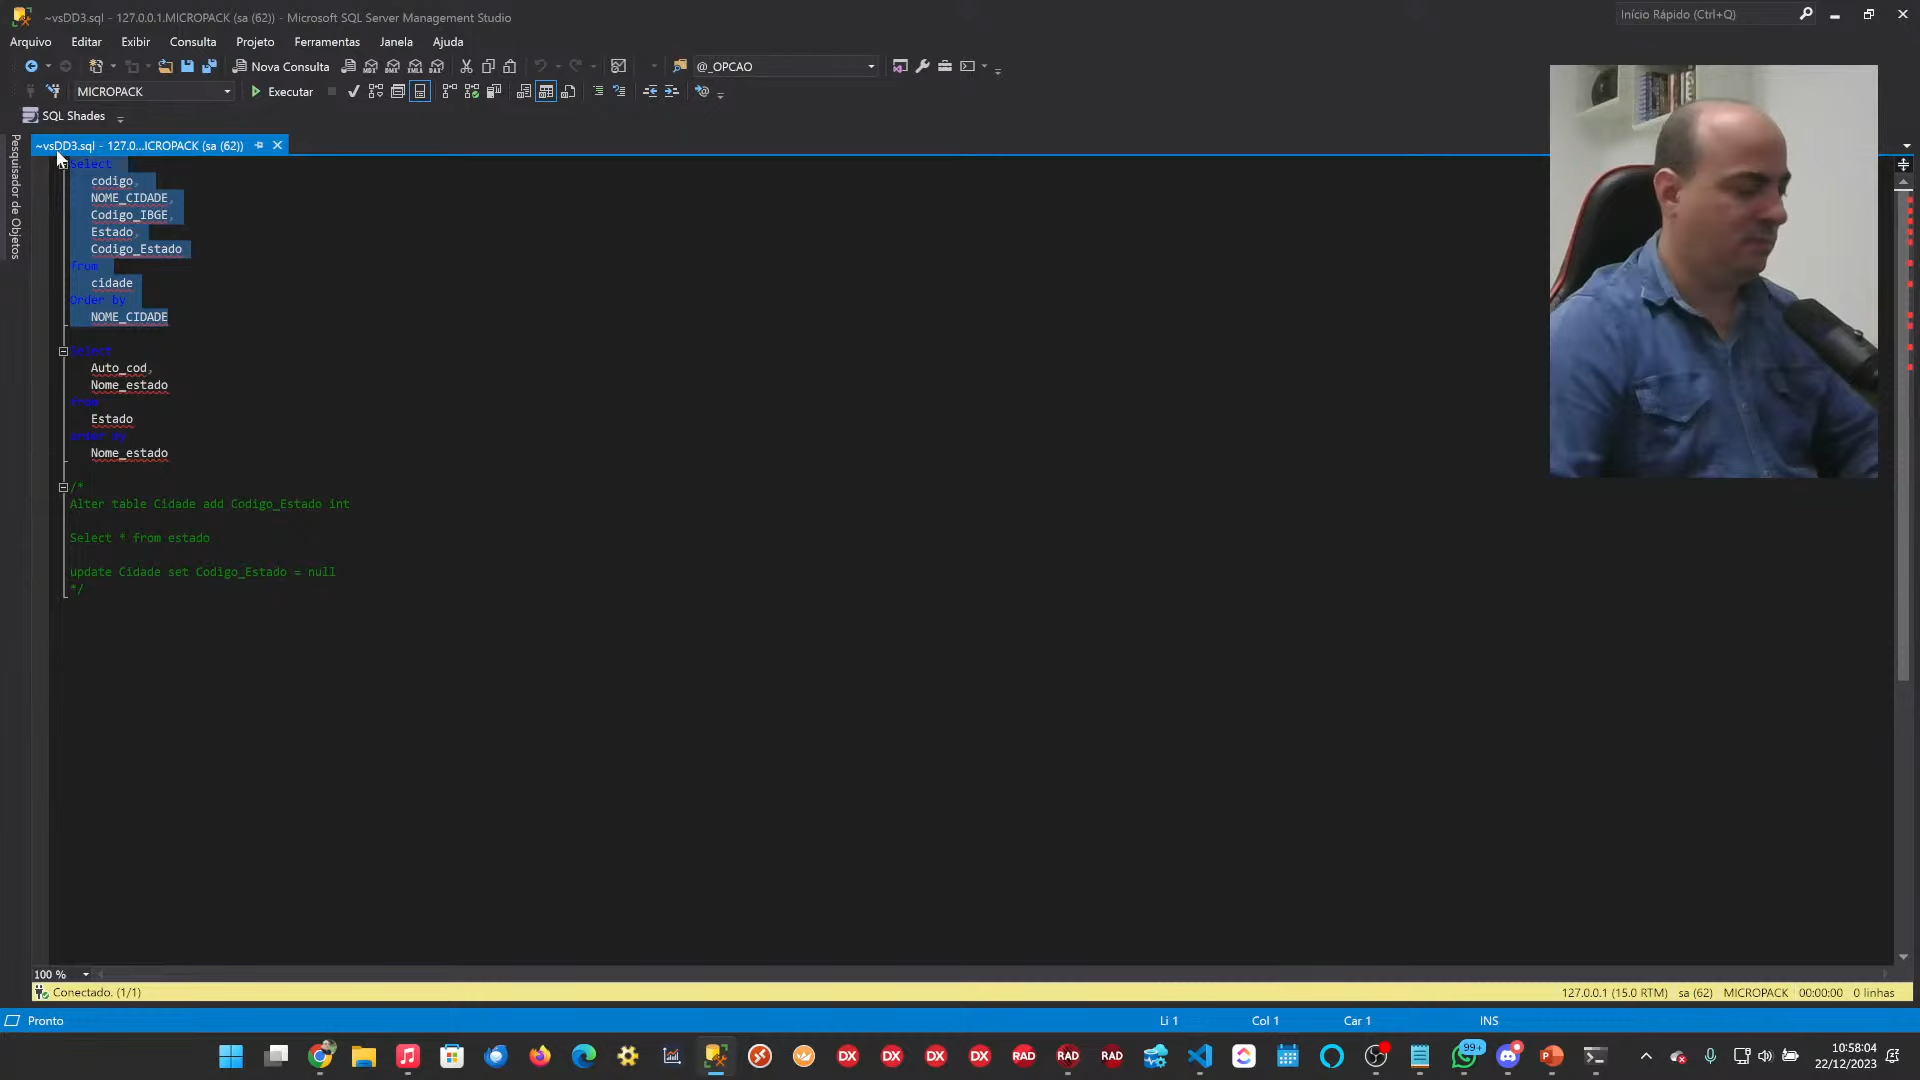 ~vsDD3.sql - 127.0.0.1.MICROPACK (sa (62)) - Microsoft SQL Server Management Studio
Início Rápido (Ctrl+Q)
Arquivo Editar Exibir Consulta Projeto Ferramentas Janela Ajuda
Nova Consulta
MDX DMX XMLA DAX
@_OPCAO
MICROPACK
Executar
SQL Shades
Pesquisador de Objetos
~vsDD3.sql - 127.0...ICROPACK (sa (62))
Select
codigo,
NOME_CIDADE,
Codigo_IBGE,
Estado,
Codigo_Estado
from
cidade
Order by
NOME_CIDADE
Select
Auto_cod,
Nome_estado
from
Estado
order by
Nome_estado
/*
Alter table Cidade add Codigo_Estado int
Select * from estado
update Cidade set Codigo_Estado = null
*/
100 %
Conectado. (1/1)
127.0.0.1 (15.0 RTM) sa (62) MICROPACK 00:00:00 0 linhas
Pronto
Li 1 Col 1 Car 1 INS
DX DX DX DX RAD RAD RAD
99+
10:58:04
22/12/2023